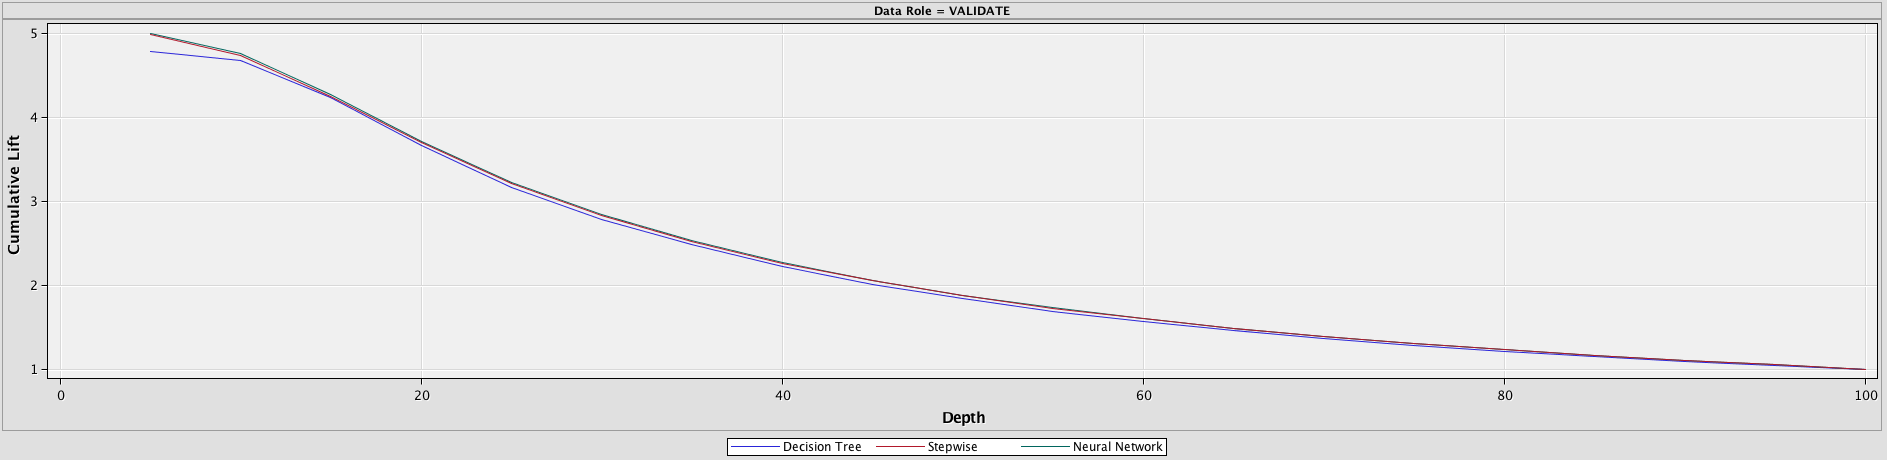 Data Role = VALIDATE
5
4
3
2
1
Cumulative Lift
0 20 40 60 80 100
Depth
Decision Tree Stepwise Neural Network